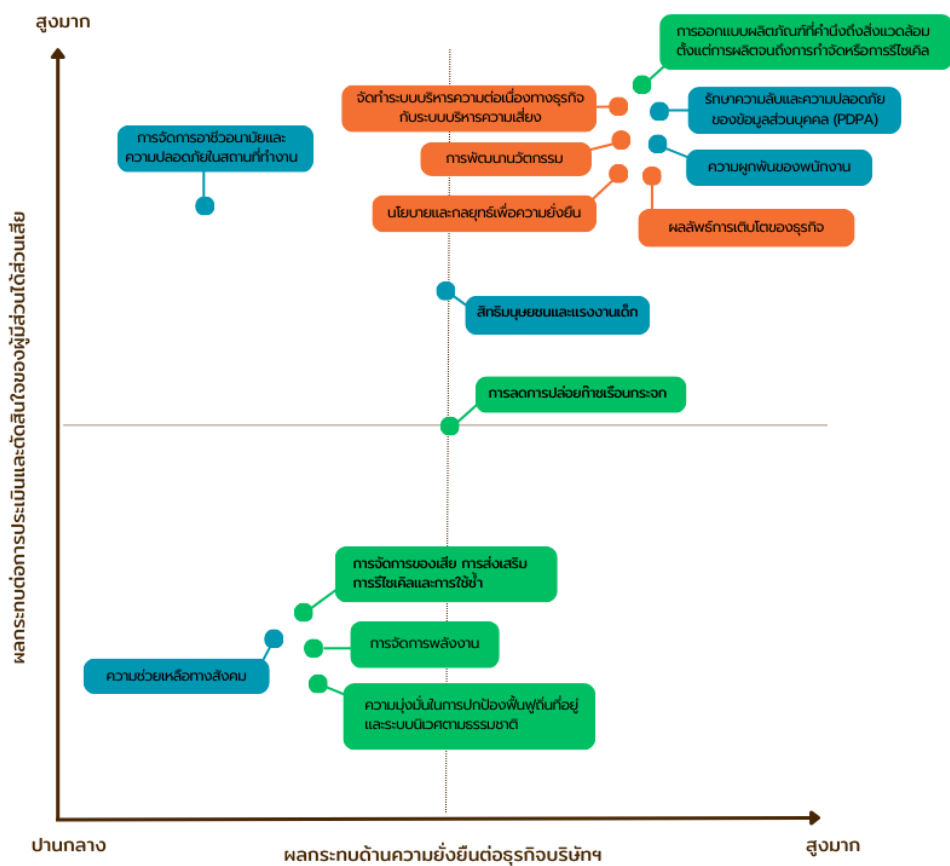 สูงมาก
การออกแบบผลิตภัณฑ์ที่คำนึงถึงสิ่งแวดล้อม
ตั้งแต่การผลิตจนถึงการกำจัดหรือการรีไซเคิล
จัดทำระบบบริหารความต่อเนื่องทางธุรกิจ
กับระบบบริหารความเสี่ยง
รักษาความลับและความปลอดภัย
ของข้อมูลส่วนบุคคล (PDPA)
การจัดการอาชีวอนามัยและ
ความปลอดภัยในสถานที่ทำงาน
การพัฒนานวัตกรรม
ความผูกพันของพนักงาน
นโยบายและกลยุทธ์เพื่อความยั่งยืน
ผลลัพธ์การเติบโตของธุรกิจ
สิทธิมนุษยชนและแรงงานเด็ก
การลดการปล่อยก๊าซเรือนกระจก
ผลกระทบต่อการประเมินและตัดสินใจของผู้มีส่วนได้ส่วนเสีย
การจัดการของเสีย การส่งเสริม
การรีไซเคิลและการใช้ซ้ำ
การจัดการพลังงาน
ความช่วยเหลือทางสังคม
ความมุ่งมั่นในการปกป้องฟื้นฟูถิ่นที่อยู่
และระบบนิเวศตามธรรมชาติ
ปานกลาง
ผลกระทบด้านความยั่งยืนต่อธุรกิจบริษัทฯ
สูงมาก